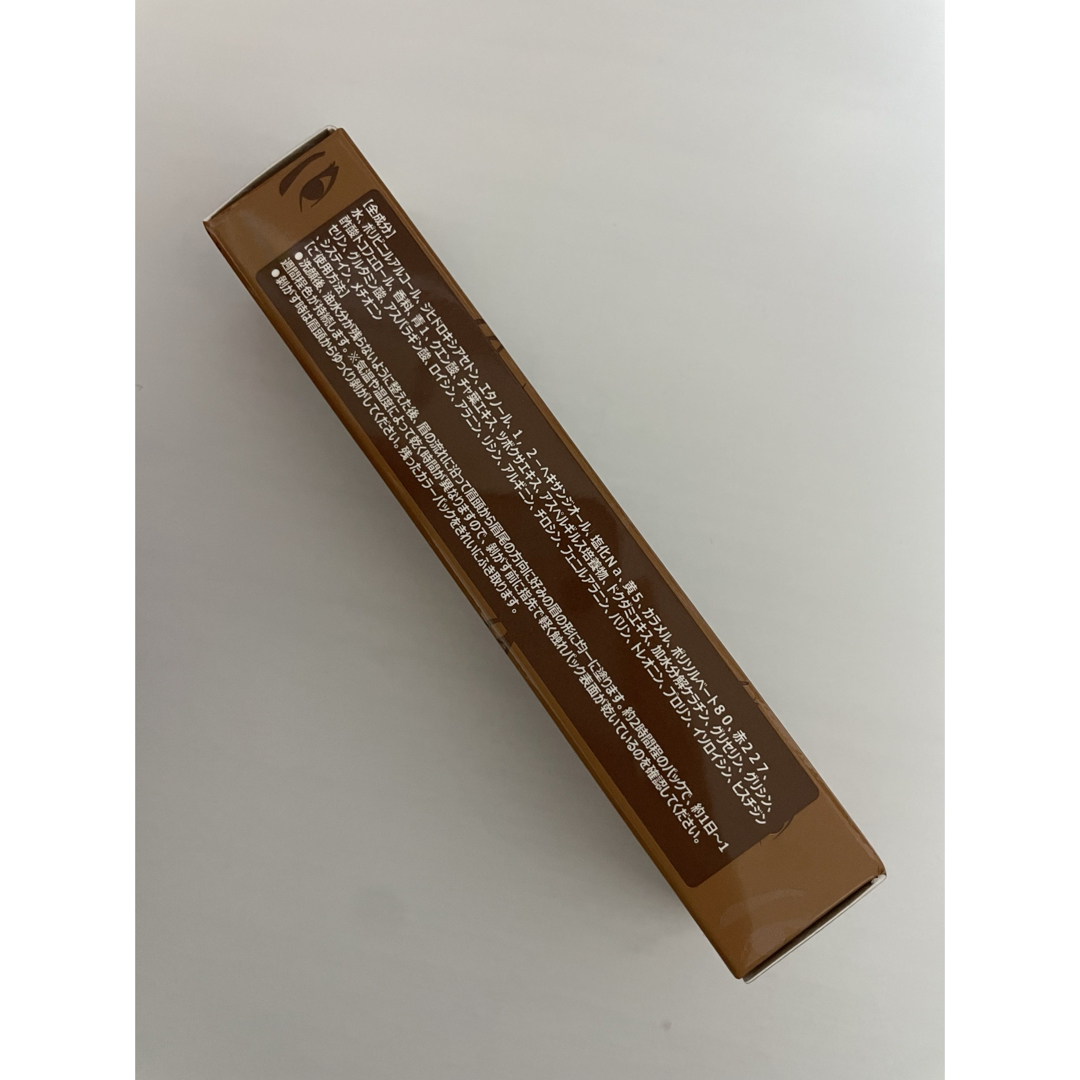 [全成分]
水、ポリビニールアルコール、ジヒドロキシアセトン、エタノール、1,2-ヘキサンジオール、塩化Na、黄5、カラメル、ポリソルベート80、赤227、
酢酸トコフェロール、香料、青1、クエン酸、チャ葉エキス、ツボクサエキス、アスペルギルス培養物、ドクダミエキス、加水分解ケラチン、グリセリン、グリシン、
セリン、グルタミン酸、アスパラギン酸、ロイシン、アラニン、リシン、アルギニン、チロシン、フェニールアラニン、バリン、トレオニン、プロリン、イソロイシン、ヒスチジン
、システイン、メチオニン
[ご使用方法]
●洗顔後、油水分が残らないように整えた後、眉の流れに沿って眉頭から眉尾の方向に好みの眉の形に均一に塗ります。約2時間程のパックで、約1日〜1
週間程色が持続します。※気温や温度によって乾く時間が異なりますので、剥がす前に指先で軽く触れパック表面が乾いているのを確認してください。
●剥がす時は眉頭からゆっくり剥がしてください。残ったカラーパックをきれいにふき取ります。